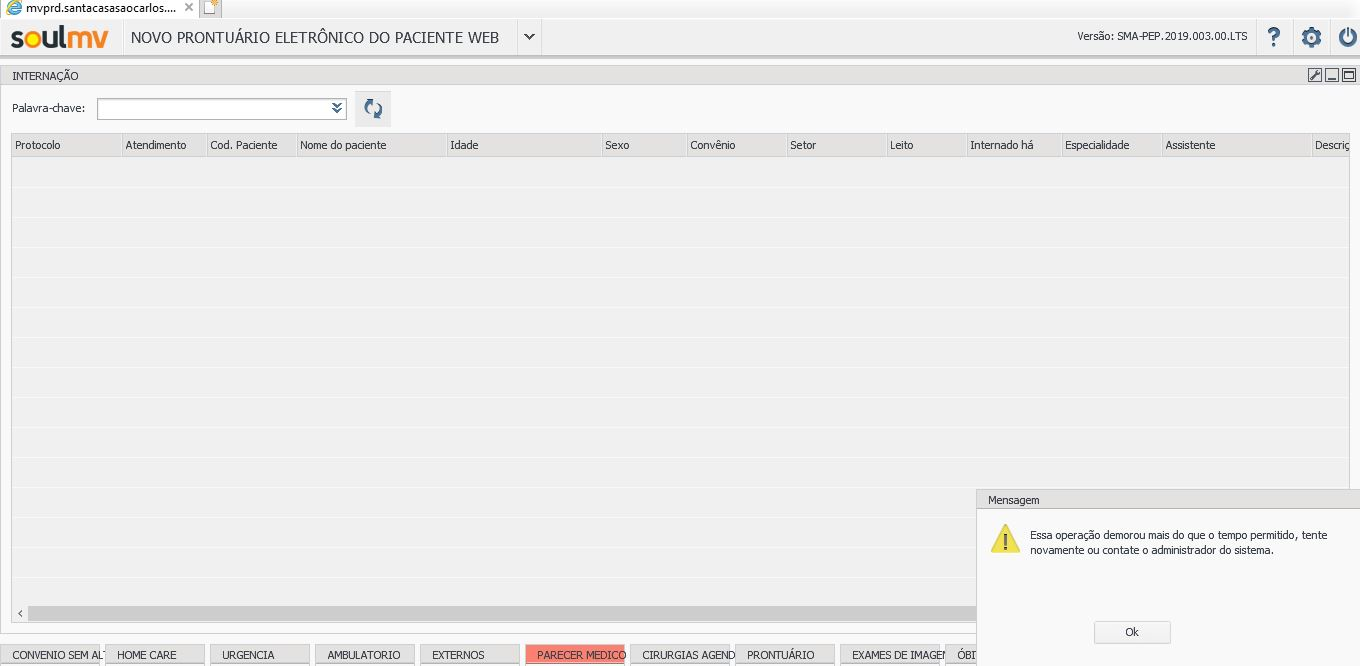 mvprd.santacasasaocarlos....
soulmv
NOVO PRONTUÁRIO ELETRÔNICO DO PACIENTE WEB
Versão: SMA-PEP.2019.003.00.LTS
?
INTERNAÇÃO
Palavra-chave:
Protocolo Atendimento Cod. Paciente Nome do paciente Idade Sexo Convênio Setor Leito Internado há Especialidade Assistente Descriç
Mensagem
Essa operação demorou mais do que o tempo permitido, tente
novamente ou contate o administrador do sistema.
Ok
CONVENIO SEM AL HOME CARE URGENCIA AMBULATORIO EXTERNOS PARECER MEDICO CIRURGIAS AGEND PRONTUÁRIO EXAMES DE IMAGEN ÓBI